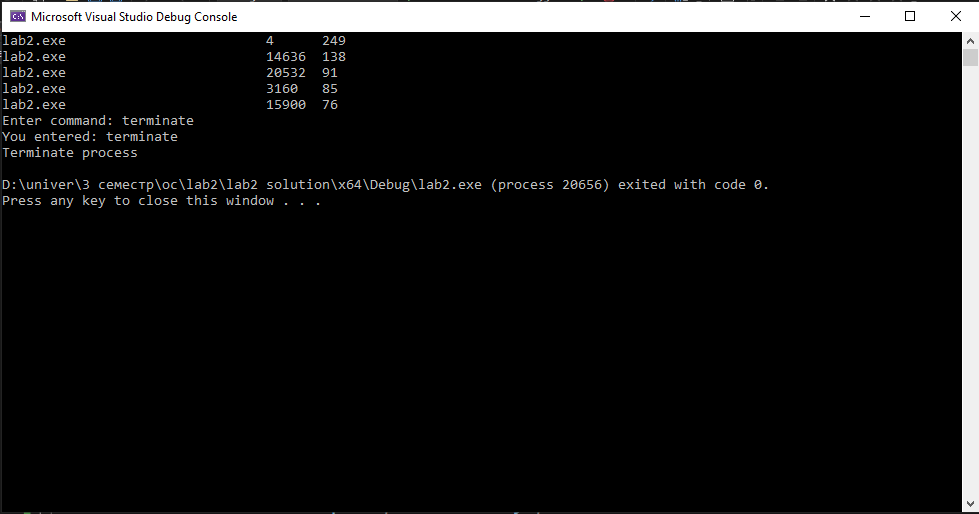 Microsoft Visual Studio Debug Console
lab2.exe 4 249
lab2.exe 14636 138
lab2.exe 20532 91
lab2.exe 3160 85
lab2.exe 15900 76
Enter command: terminate
You entered: terminate
Terminate process
D:\univer\3 семестр\ос\lab2\lab2 solution\x64\Debug\lab2.exe (process 20656) exited with code 0.
Press any key to close this window . . .